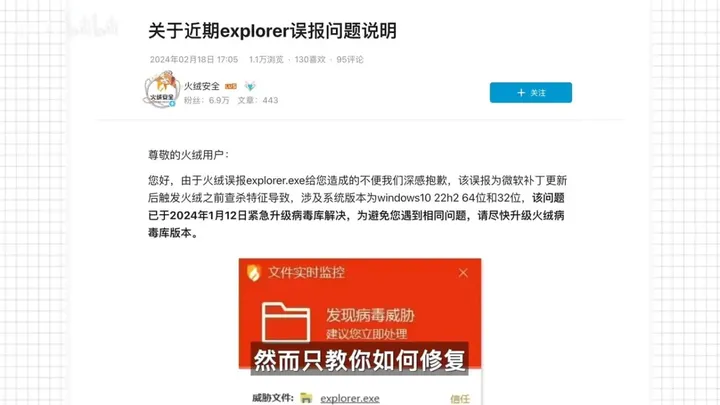 bilibili
关于近期explorer误报问题说明
2024年02月18日 17:05 · 1.1万浏览 · 130喜欢 · 95评论
火绒安全 LV6
粉丝：6.9万 文章：443
+ 关注
火绒安全
尊敬的火绒用户：
您好，由于火绒误报explorer.exe给您造成的不便我们深感抱歉，该误报为微软补丁更新
后触发火绒之前查杀特征导致，涉及系统版本为windows10 22h2 64位和32位，该问题
已于2024年1月12日紧急升级病毒库解决，为避免您遇到相同问题，请尽快升级火绒病
毒库版本。
文件实时监控
发现病毒威胁
建议您立即处理
然而只教你如何修复
威胁文件： explorer.exe 信任